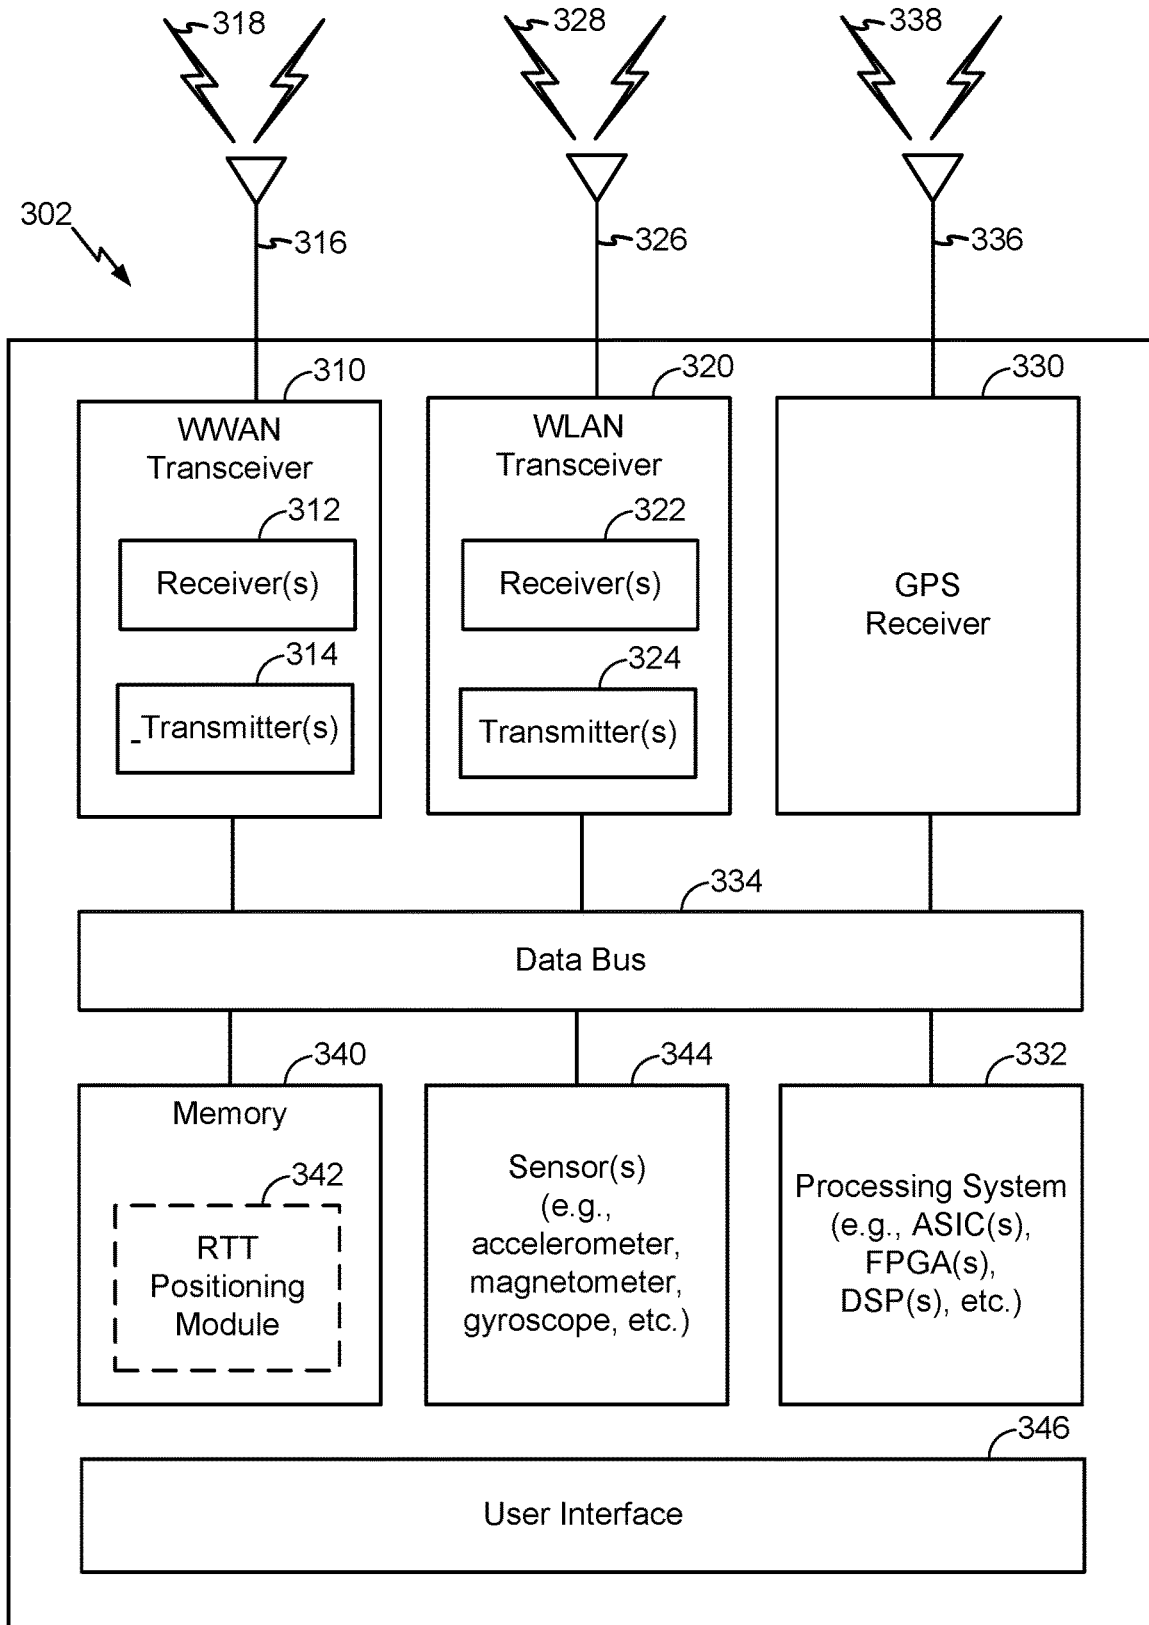 318
328
338
302
316
326
336
310
320
330
WWAN
Transceiver
WLAN
Transceiver
312
Receiver(s)
322
Receiver(s)
GPS
Receiver
314
_Transmitter(s)
324
Transmitter(s)
334
Data Bus
340
344
332
Memory
342
RTT
Positioning
Module
Sensor(s)
(e.g.,
accelerometer,
magnetometer,
gyroscope, etc.)
Processing System
(e.g., ASIC(s),
FPGA(s),
DSP(s), etc.)
346
User Interface